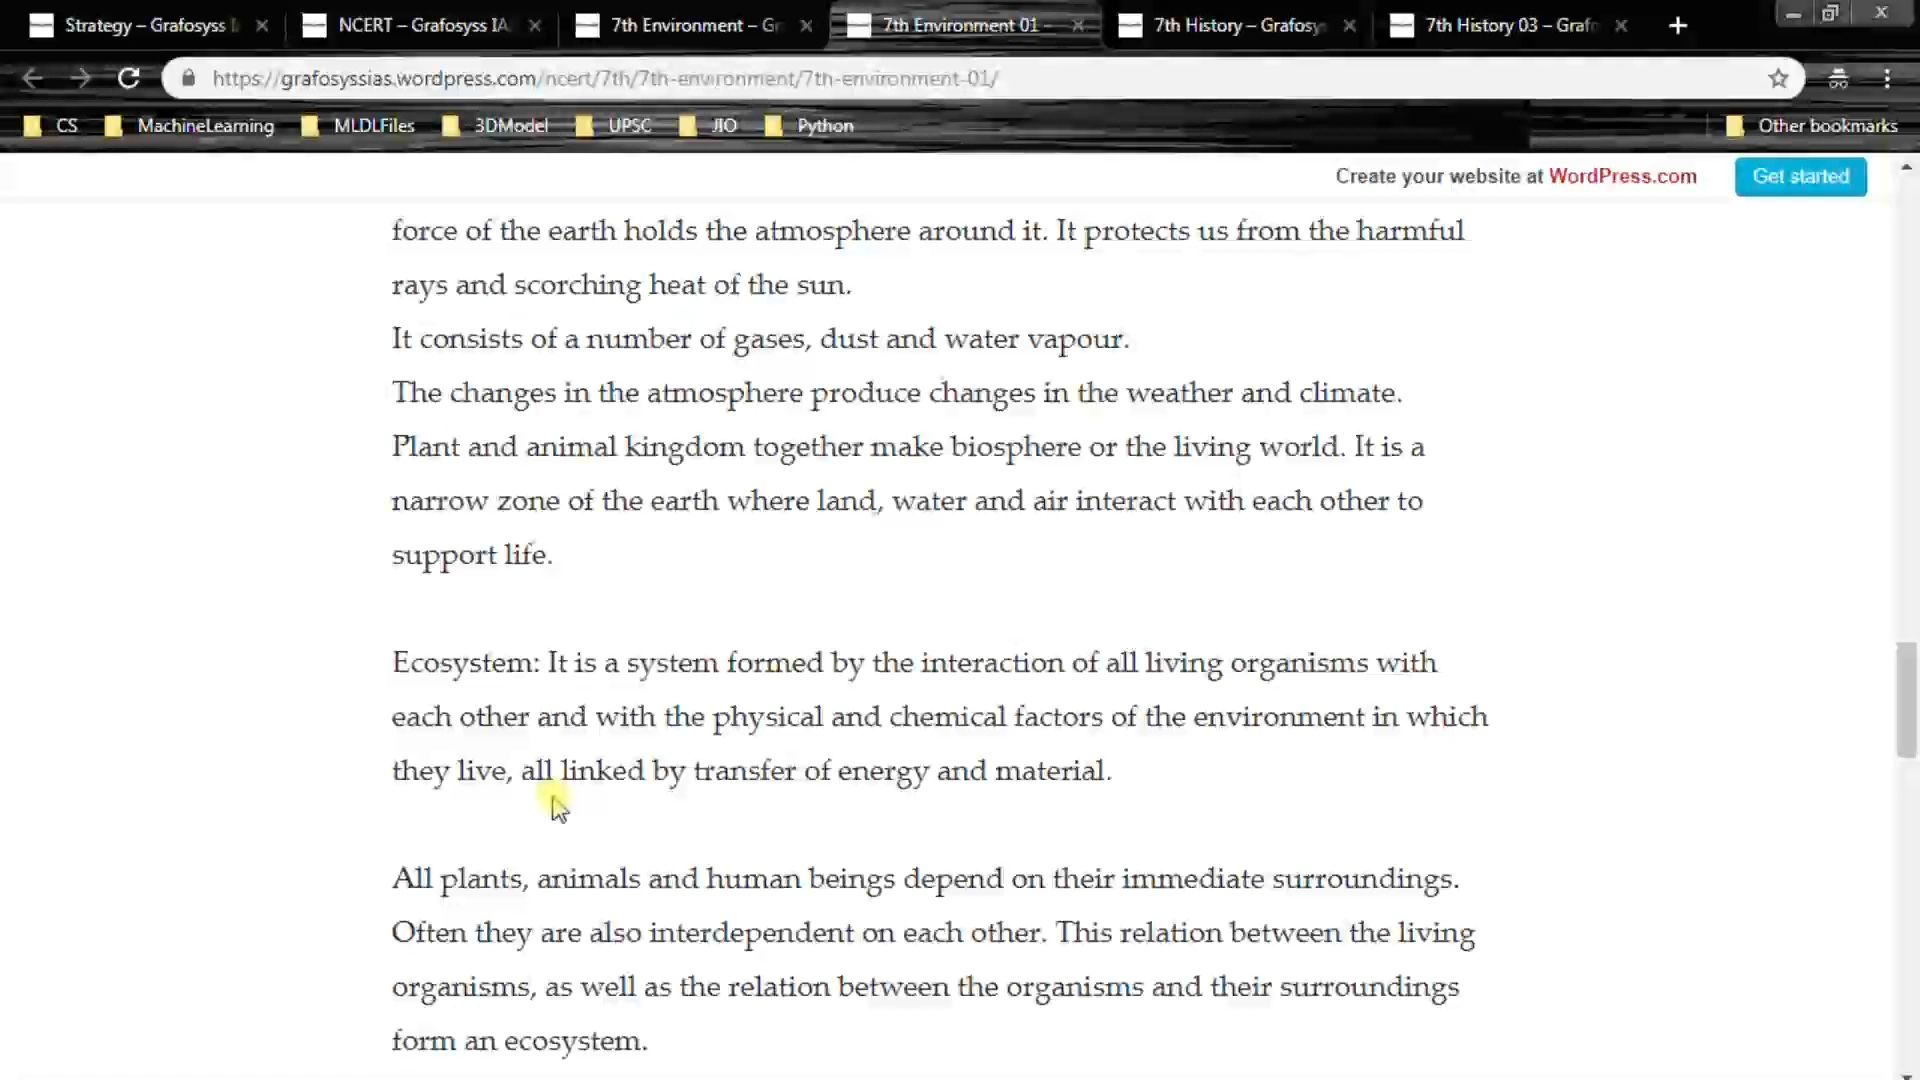 Strategy – Grafosyss
NCERT – Grafosyss IA
7th Environment – Gr
7th Environment 01 –
7th History – Grafosy
7th History 03 – Graf
https://grafosyssias.wordpress.com/ncert/7th/7th-environment/7th-environment-01/
CS
MachineLearning
MLDLFiles
3DModel
UPSC
JIO
Python
Other bookmarks
Create your website at WordPress.com
Get started
force of the earth holds the atmosphere around it. It protects us from the harmful
rays and scorching heat of the sun.
It consists of a number of gases, dust and water vapour.
The changes in the atmosphere produce changes in the weather and climate.
Plant and animal kingdom together make biosphere or the living world. It is a
narrow zone of the earth where land, water and air interact with each other to
support life.
Ecosystem: It is a system formed by the interaction of all living organisms with
each other and with the physical and chemical factors of the environment in which
they live, all linked by transfer of energy and material.
All plants, animals and human beings depend on their immediate surroundings.
Often they are also interdependent on each other. This relation between the living
organisms, as well as the relation between the organisms and their surroundings
form an ecosystem.